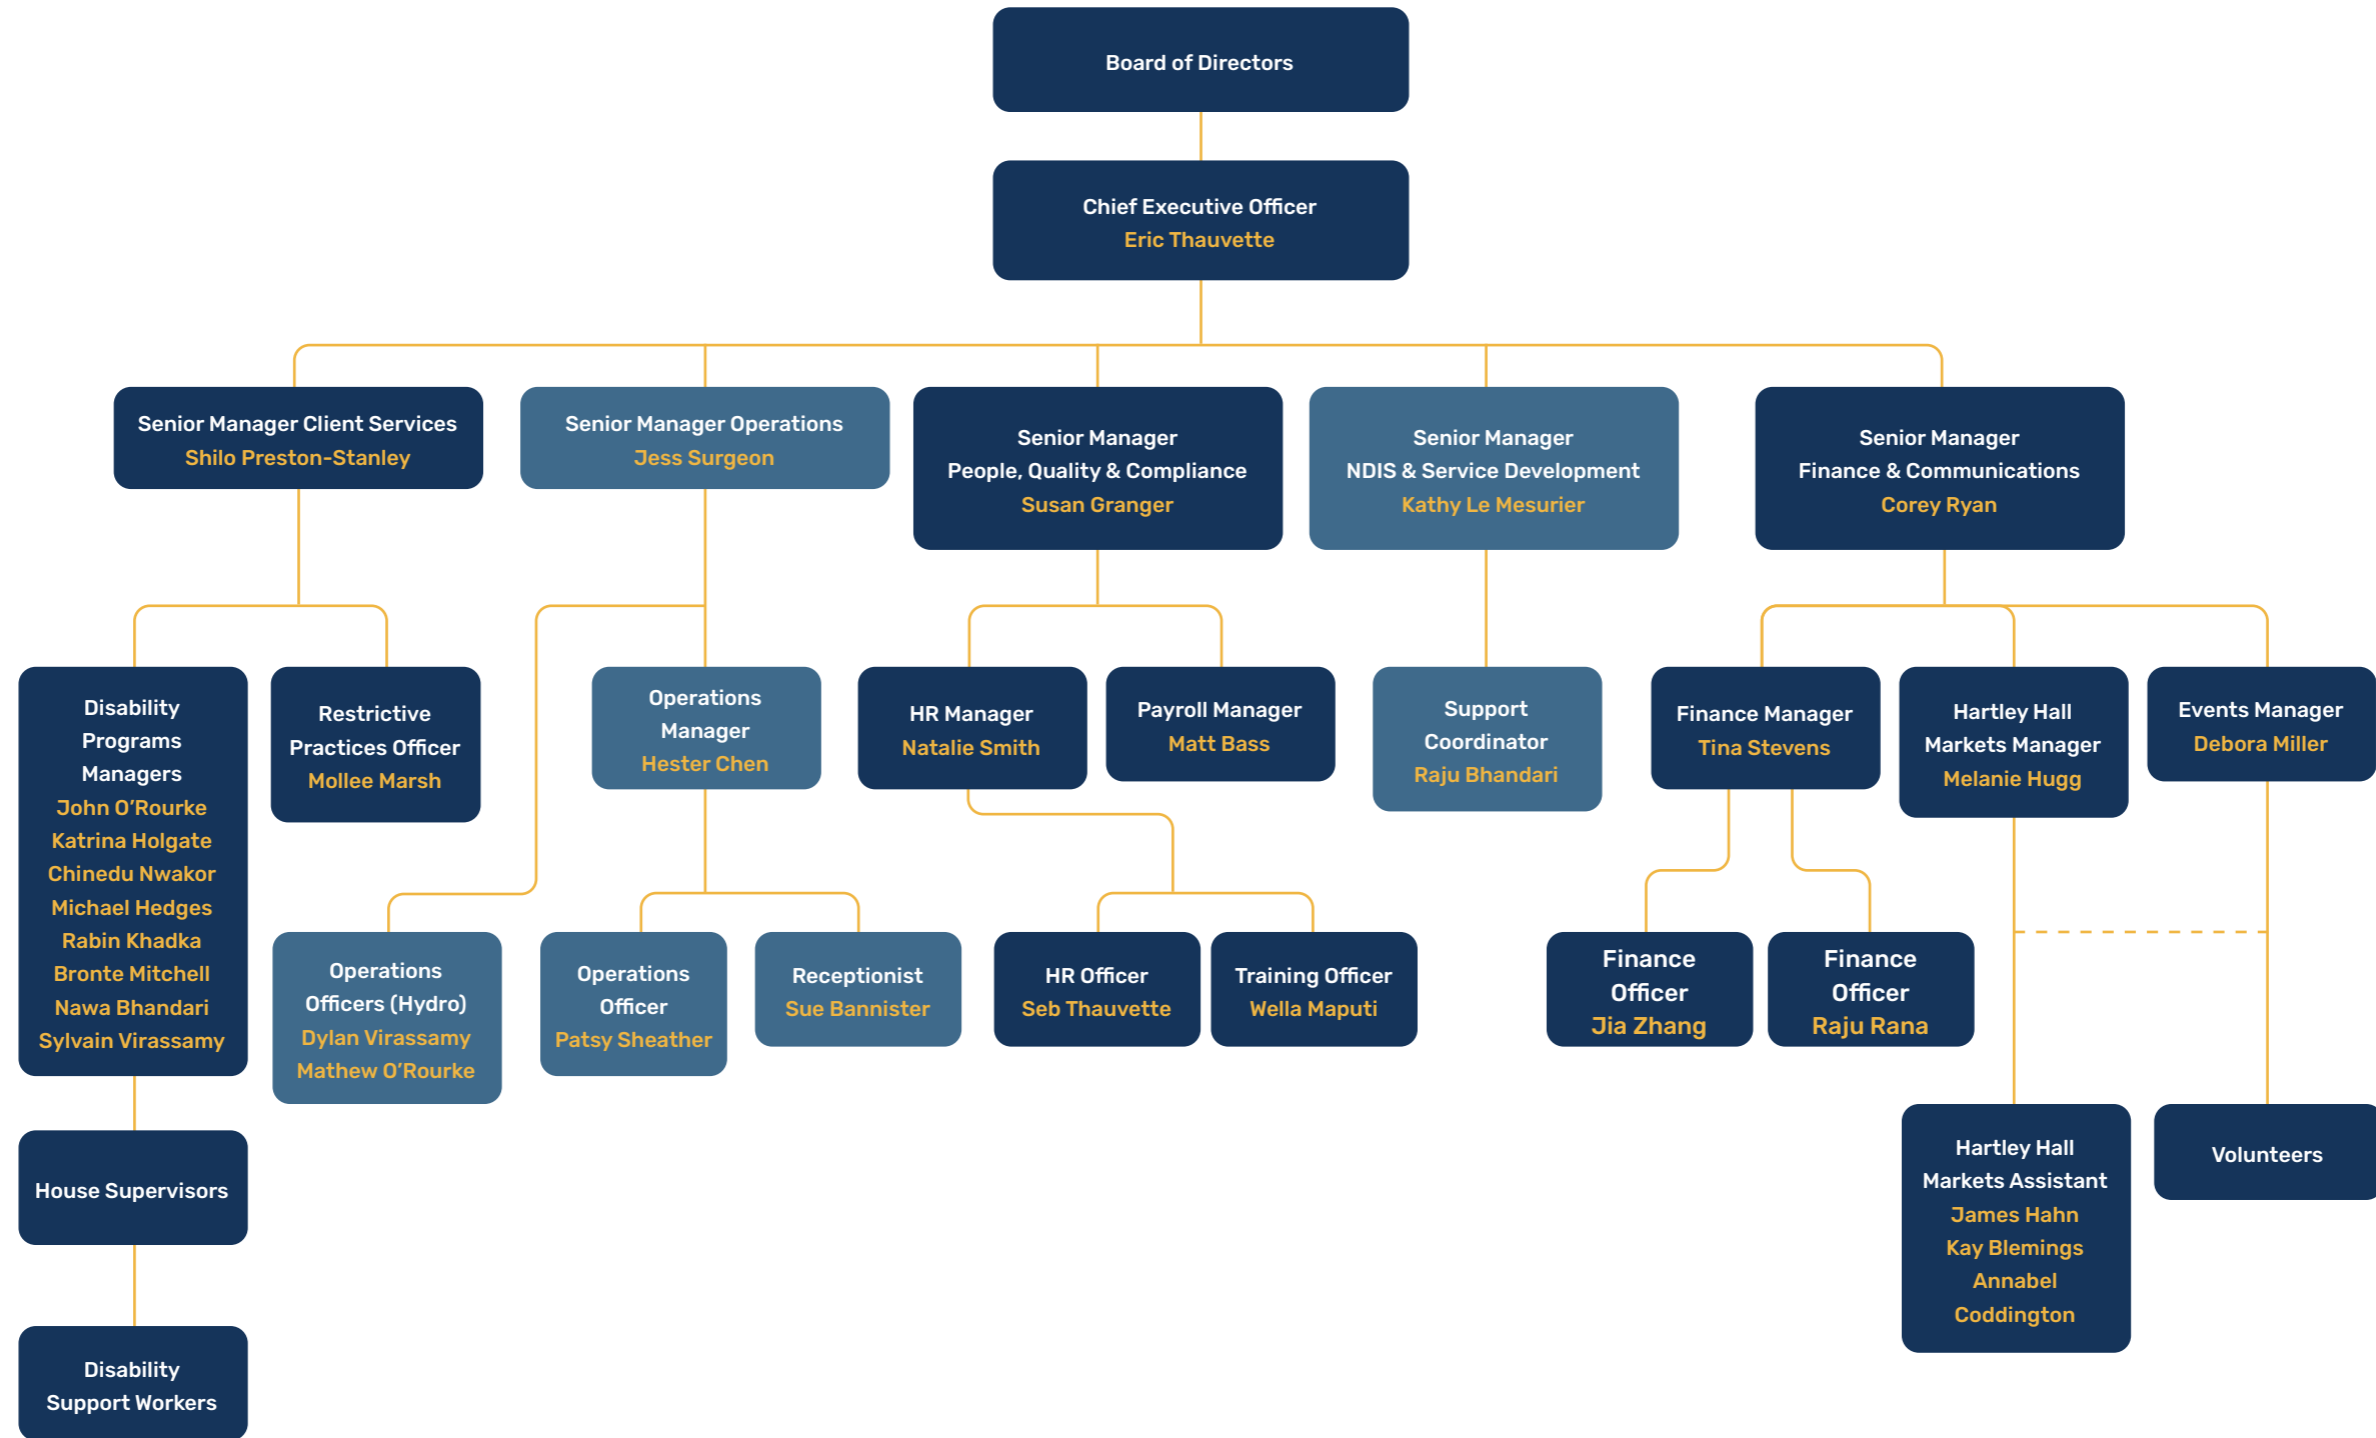 Board of Directors
Chief Executive Officer
Eric Thauvette
Senior Manager Client Services
Shilo Preston-Stanley
Senior Manager Operations
Jess Surgeon
Senior Manager
People, Quality & Compliance
Susan Granger
Senior Manager
NDIS & Service Development
Kathy Le Mesurier
Senior Manager
Finance & Communications
Corey Ryan
Disability
Programs
Managers
John O’Rourke
Katrina Holgate
Chinedu Nwakor
Michael Hedges
Rabin Khadka
Bronte Mitchell
Nawa Bhandari
Sylvain Virassamy
Restrictive
Practices Officer
Mollee Marsh
Operations
Manager
Hester Chen
HR Manager
Natalie Smith
Payroll Manager
Matt Bass
Support
Coordinator
Raju Bhandari
Finance Manager
Tina Stevens
Hartley Hall
Markets Manager
Melanie Hugg
Events Manager
Debora Miller
Operations
Officers (Hydro)
Dylan Virassamy
Mathew O’Rourke
Operations
Officer
Patsy Sheather
Receptionist
Sue Bannister
HR Officer
Seb Thauvette
Training Officer
Wella Maputi
Finance
Officer
Jia Zhang
Finance
Officer
Raju Rana
House Supervisors
Hartley Hall
Markets Assistant
James Hahn
Kay Blemings
Annabel
Coddington
Volunteers
Disability
Support Workers